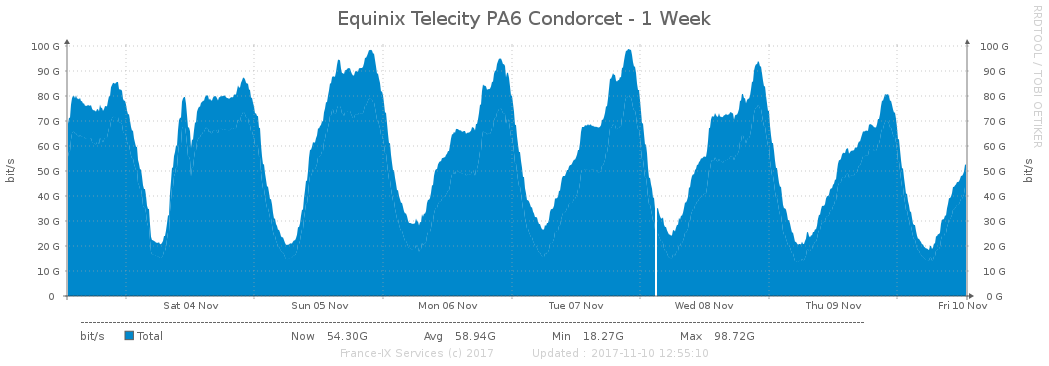 Equinix Telecity PA6 Condorcet - 1 Week
RRDTOOL / TOBI OETIKER
bit/s
100 G
90 G
80 G
70 G
60 G
50 G
40 G
30 G
20 G
10 G
0
100 G
90 G
80 G
70 G
60 G
50 G
40 G
30 G
20 G
10 G
0 G
bit/s
Sat 04 Nov Sun 05 Nov Mon 06 Nov Tue 07 Nov Wed 08 Nov Thu 09 Nov Fri 10 Nov
bit/s Total Now 54.30G Avg 58.94G Min 18.27G Max 98.72G
France-IX Services (c) 2017 Updated : 2017-11-10 12:55:10